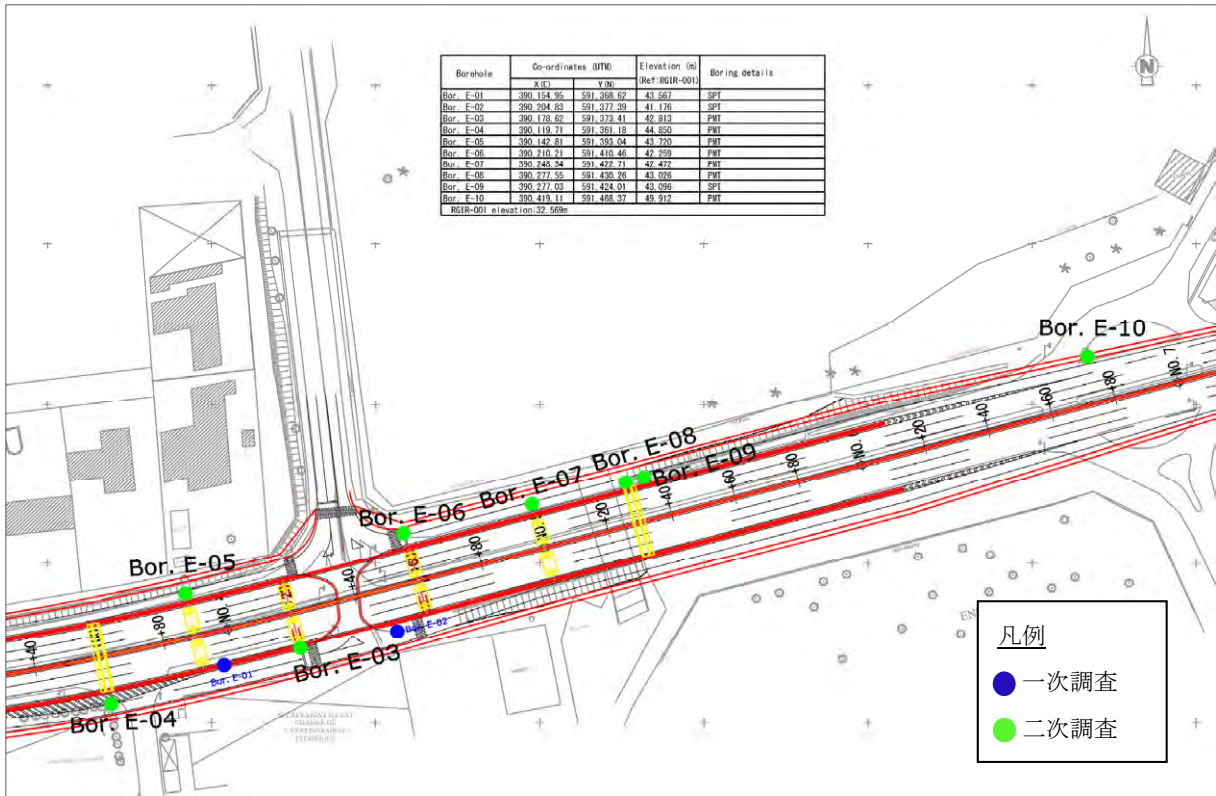 Borehole Co-ordinates (UTM) Elevation (m) Boring details
X(E) Y(N) (Ref:RGIR-001)
Bor. E-01 390,154.95 591,368.62 43.567 SPT
Bor. E-02 390,204.83 591,377.39 41.176 SPT
Bor. E-03 390,178.62 591,373.41 42.813 PMT
Bor. E-04 390,119.71 591,361.18 44.850 PMT
Bor. E-05 390,142.81 591,393.04 43.720 PMT
Bor. E-06 390,210.21 591,410.46 42.259 PMT
Bor. E-07 390,248.34 591,422.71 42.472 PMT
Bor. E-08 390,277.55 591,430.26 43.026 PMT
Bor. E-09 390,277.03 591,424.01 43.096 SPT
Bor. E-10 390,419.11 591,468.37 49.912 PMT
RGIR-001 elevation:32.569m
N
Bor. E-10
NO.7
+80
+60
+40
+20
Bor. E-08
Bor. E-09
+80
+60
+40
+20
Bor. E-07
Bor. E-06
+80
+40
Bor. E-05
+80
+40
Bor. E-02
Bor. E-03
Bor. E-01
Bor. E-04
凡例
一次調査
二次調査